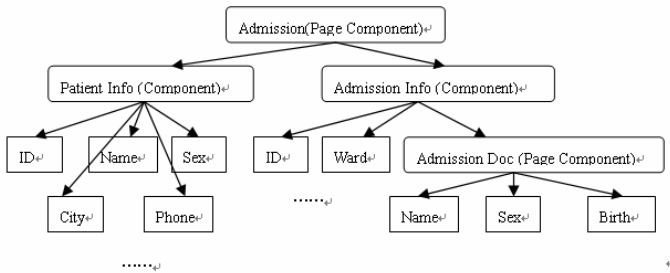 Admission(Page Component)↵
Patient Info (Component)↵
Admission Info (Component)↵
ID↵
Name↵
Sex↵
ID↵
Ward↵
Admission Doc (Page Component)↵
City↵
Phone↵
......↵
Name↵
Sex↵
Birth↵
......↵
↵